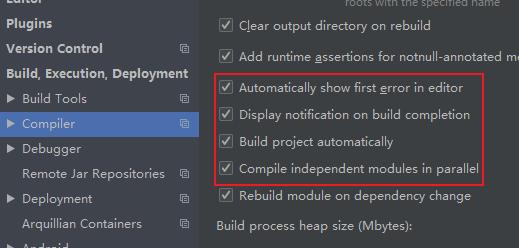 roots with the specified name
Plugins
Version Control
Build, Execution, Deployment
Build Tools
Compiler
Debugger
Remote Jar Repositories
Deployment
Arquillian Containers
Android
Clear output directory on rebuild
Add runtime assertions for notnull-annotated m
Automatically show first error in editor
Display notification on build completion
Build project automatically
Compile independent modules in parallel
Rebuild module on dependency change
Build process heap size (Mbytes):